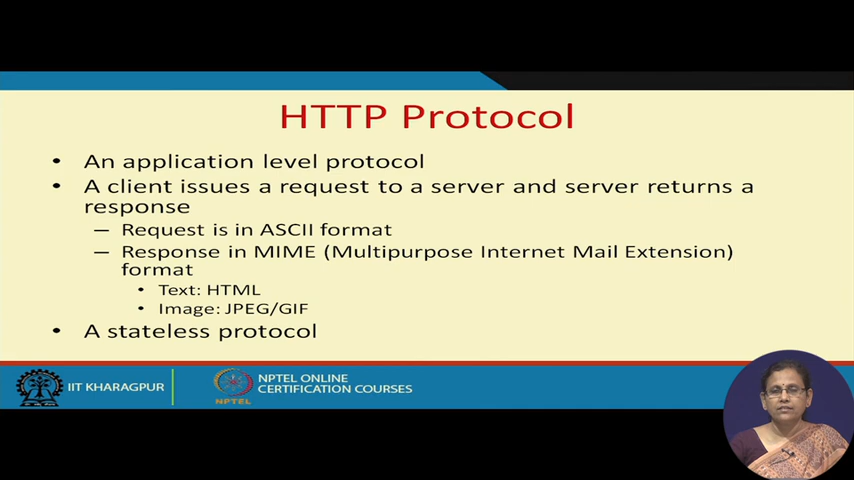 HTTP Protocol
• An application level protocol
• A client issues a request to a server and server returns a
response
– Request is in ASCII format
– Response in MIME (Multipurpose Internet Mail Extension)
format
• Text: HTML
• Image: JPEG/GIF
• A stateless protocol
IIT KHARAGPUR
NPTEL
NPTEL ONLINE
CERTIFICATION COURSES